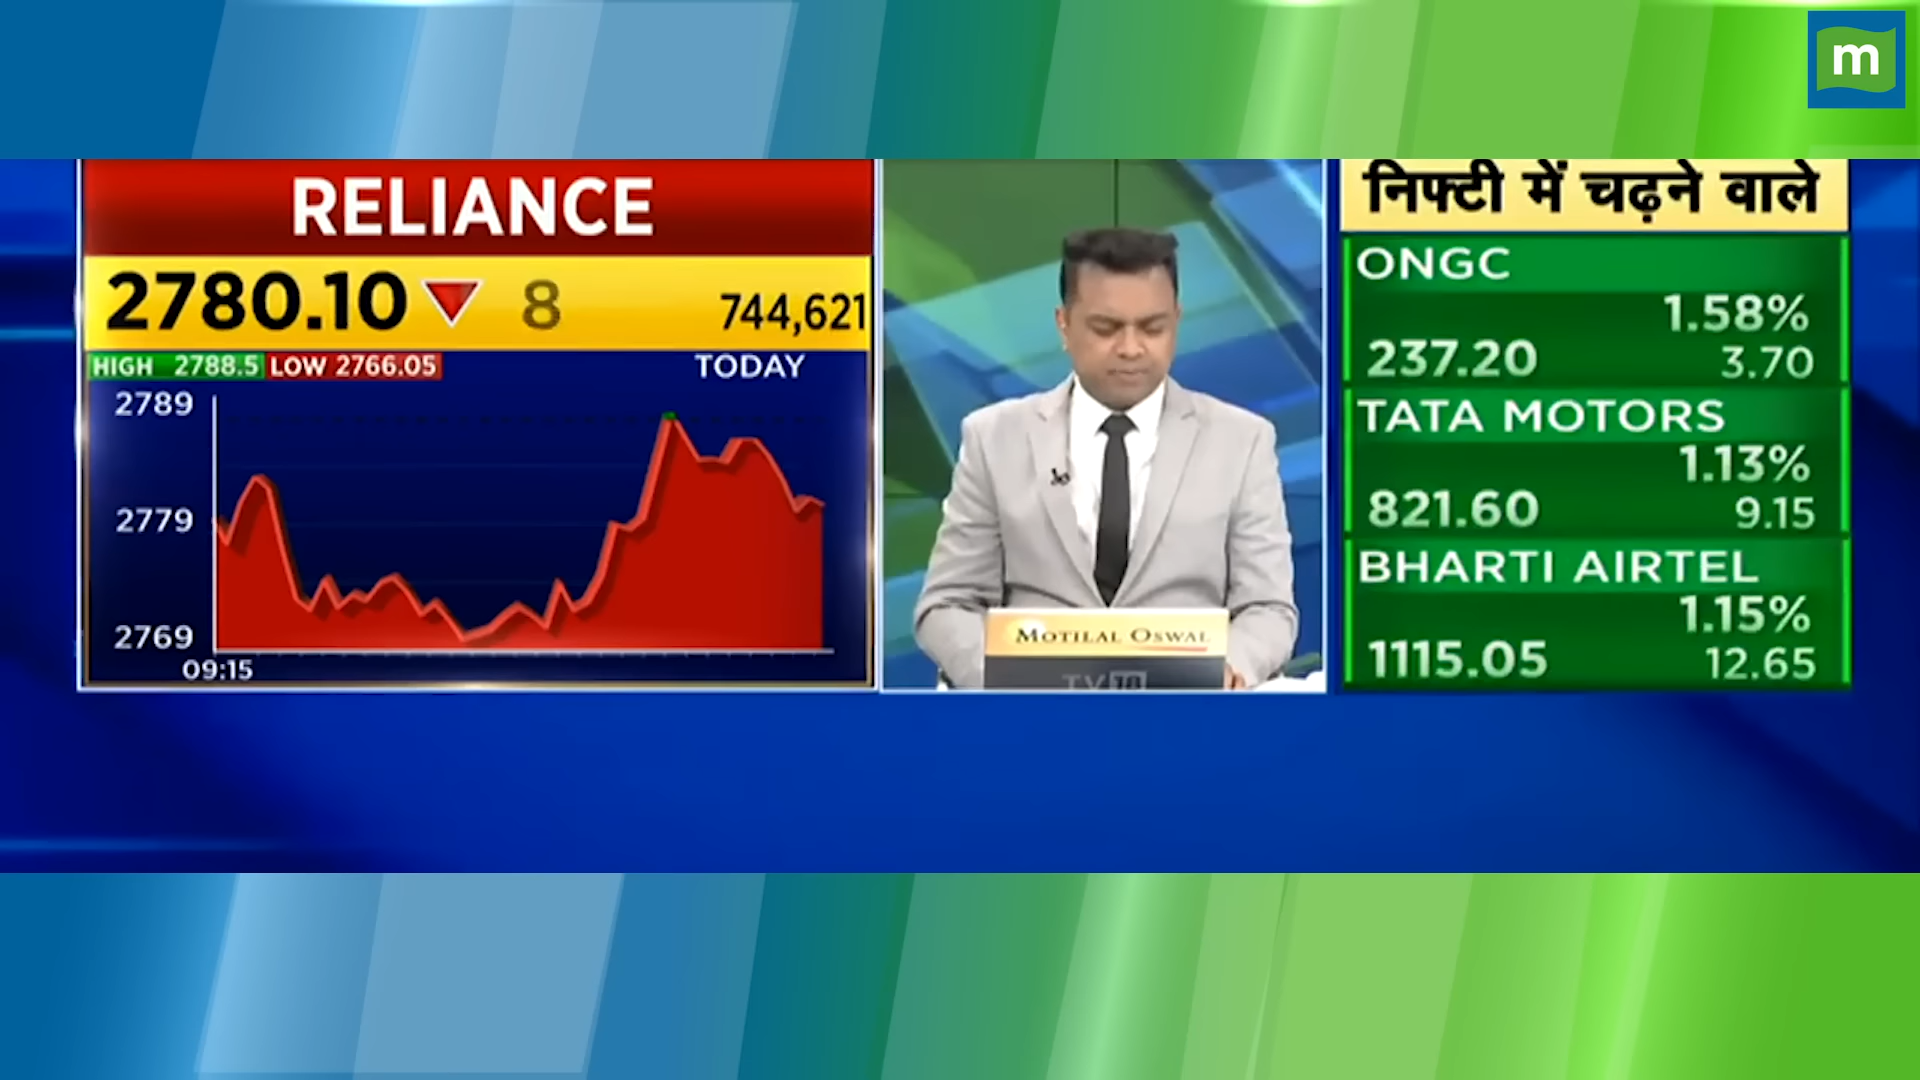 m
RELIANCE
2780.10 8 744,621
HIGH 2788.5 LOW 2766.05 TODAY
2789
2779
2769
09:15
MOTILAL OSWAL
निफ्टी में चढ़ने वाले
ONGC
1.58%
237.20 3.70
TATA MOTORS
1.13%
821.60 9.15
BHARTI AIRTEL
1.15%
1115.05 12.65